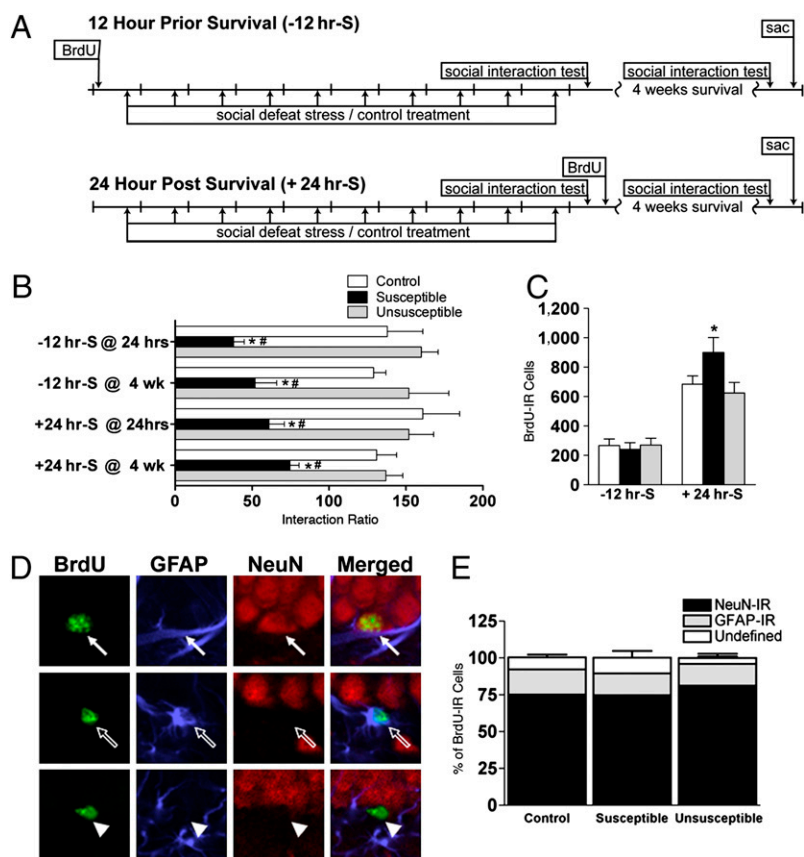 A
12 Hour Prior Survival (-12 hr-S)
BrdU
sac
social interaction test
social interaction test
4 weeks survival
social defeat stress / control treatment
24 Hour Post Survival (+ 24 hr-S)
BrdU
sac
social interaction test
social interaction test
4 weeks survival
social defeat stress / control treatment
B
Control
Susceptible
Unsusceptible
-12 hr-S @ 24 hrs
* #
-12 hr-S @ 4 wk
* #
+24 hr-S @ 24hrs
* #
+24 hr-S @ 4 wk
* #
0 50 100 150 200
Interaction Ratio
C
BrdU-IR Cells
1,200
1,000
800
600
400
200
0
*
-12 hr-S + 24 hr-S
D
BrdU GFAP NeuN Merged
E
NeuN-IR
GFAP-IR
Undefined
% of BrdU-IR Cells
125
100
75
50
25
0
Control Susceptible Unsusceptible